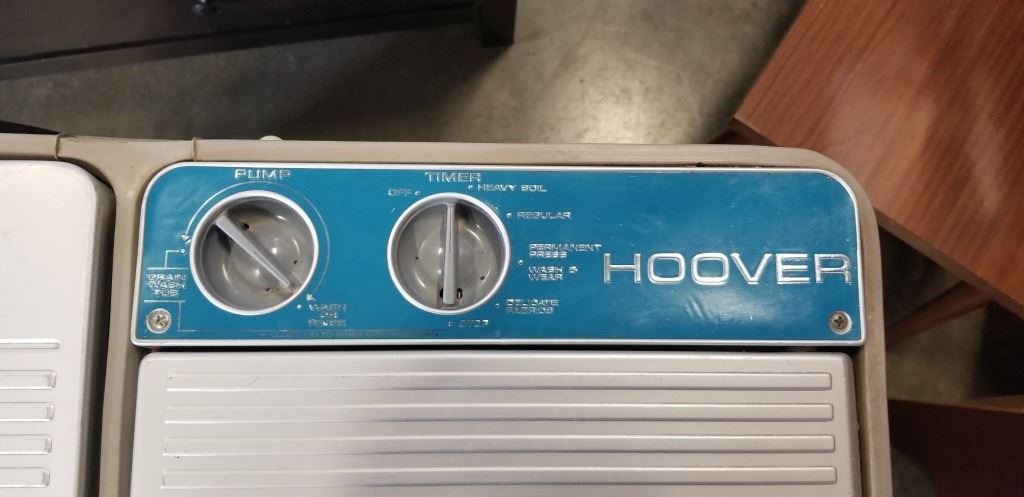 PUMP
TIMER
OFF
HEAVY SOIL
REGULAR
PERMANENT
PRESS
WASH &
WEAR
HOOVER
DRAIN
WASH
TUB
WASH
OR
RINSE
DELICATE
FABRICS
STOP